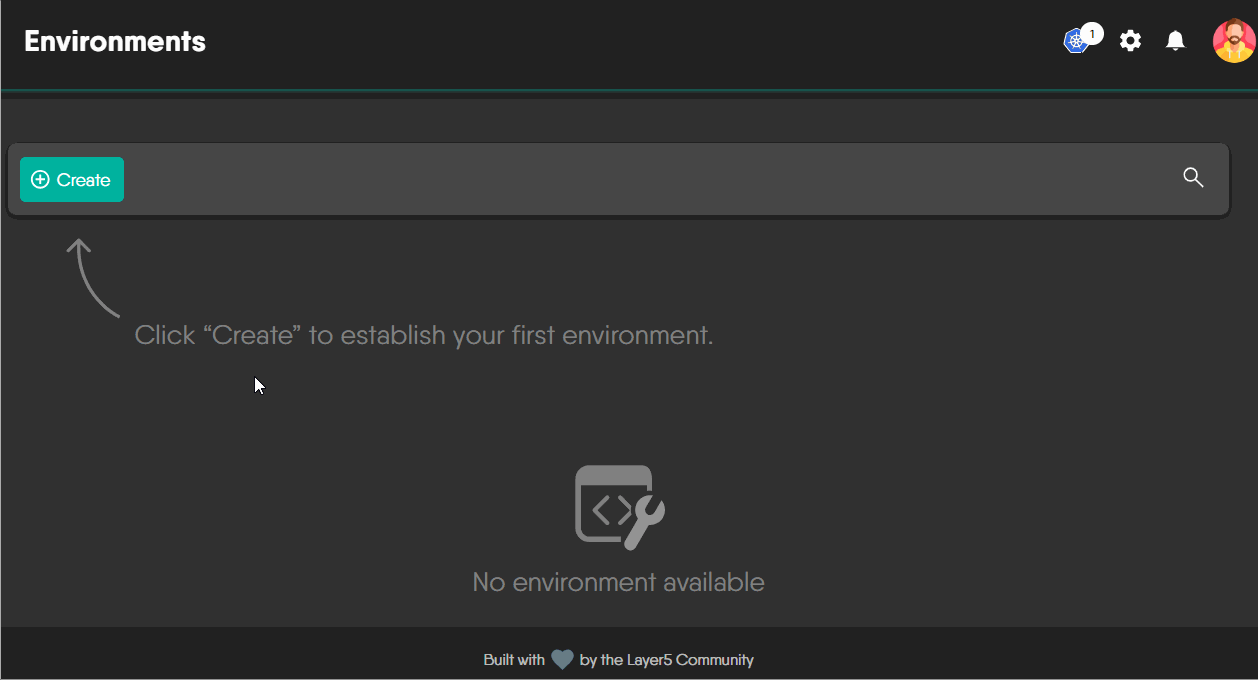 Environments
1
Create
Click “Create” to establish your first environment.
No environment available
Built with by the Layer5 Community